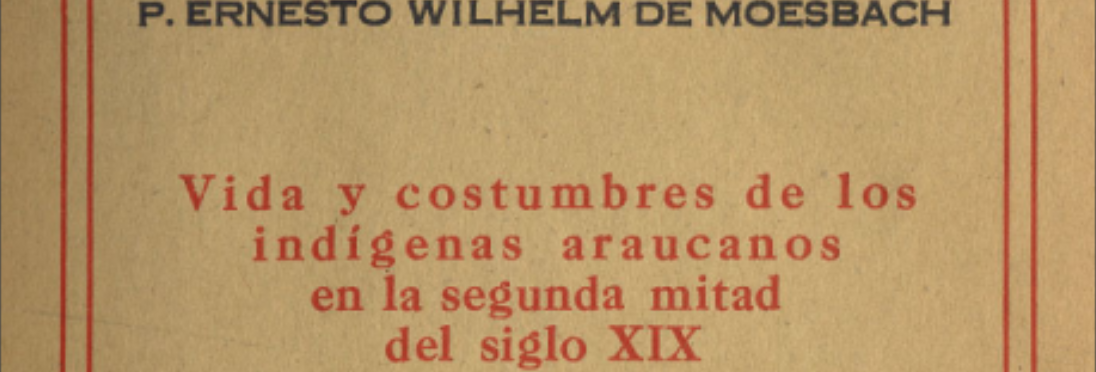 P. ERNESTO WILHELM DE MOESBACH
Vida y costumbres de los
indígenas araucanos
en la segunda mitad
del siglo XIX